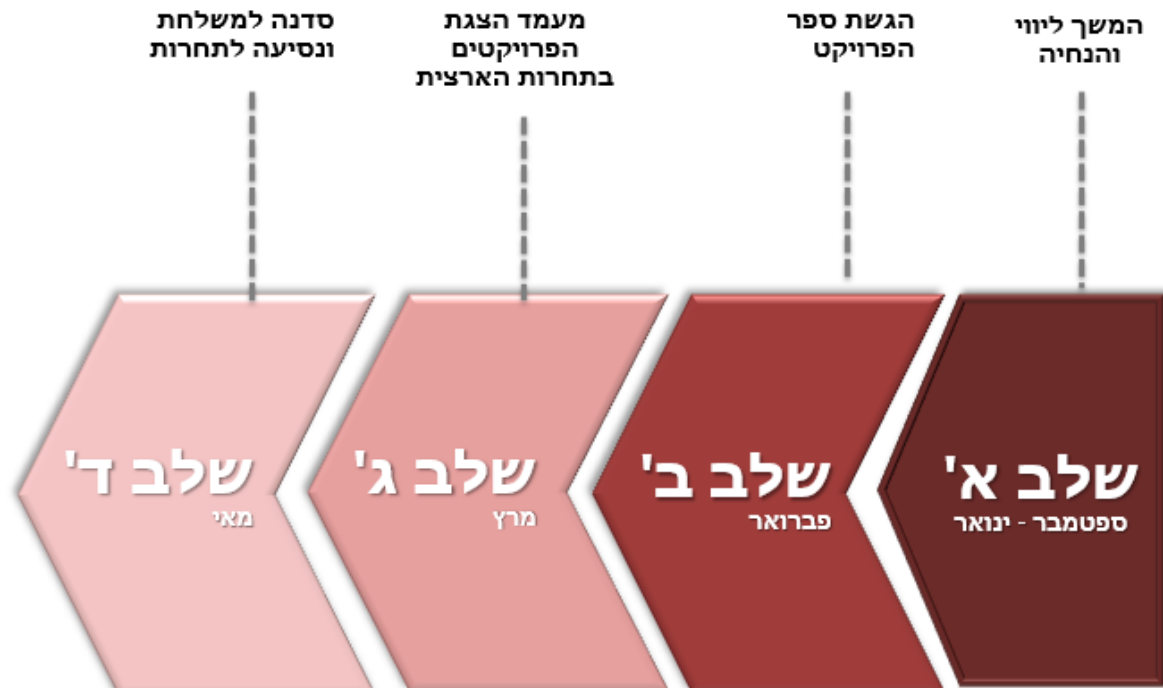 המשך ליווי
והנחיה
הגשת ספר
הפרויקט
מעמד הצגת
הפרויקטים
בתחרות הארצית
סדנה למשלחת
ונסיעה לתחרות
שלב א'
ספטמבר - ינואר
שלב ב'
פברואר
שלב ג'
מרץ
שלב ד'
מאי